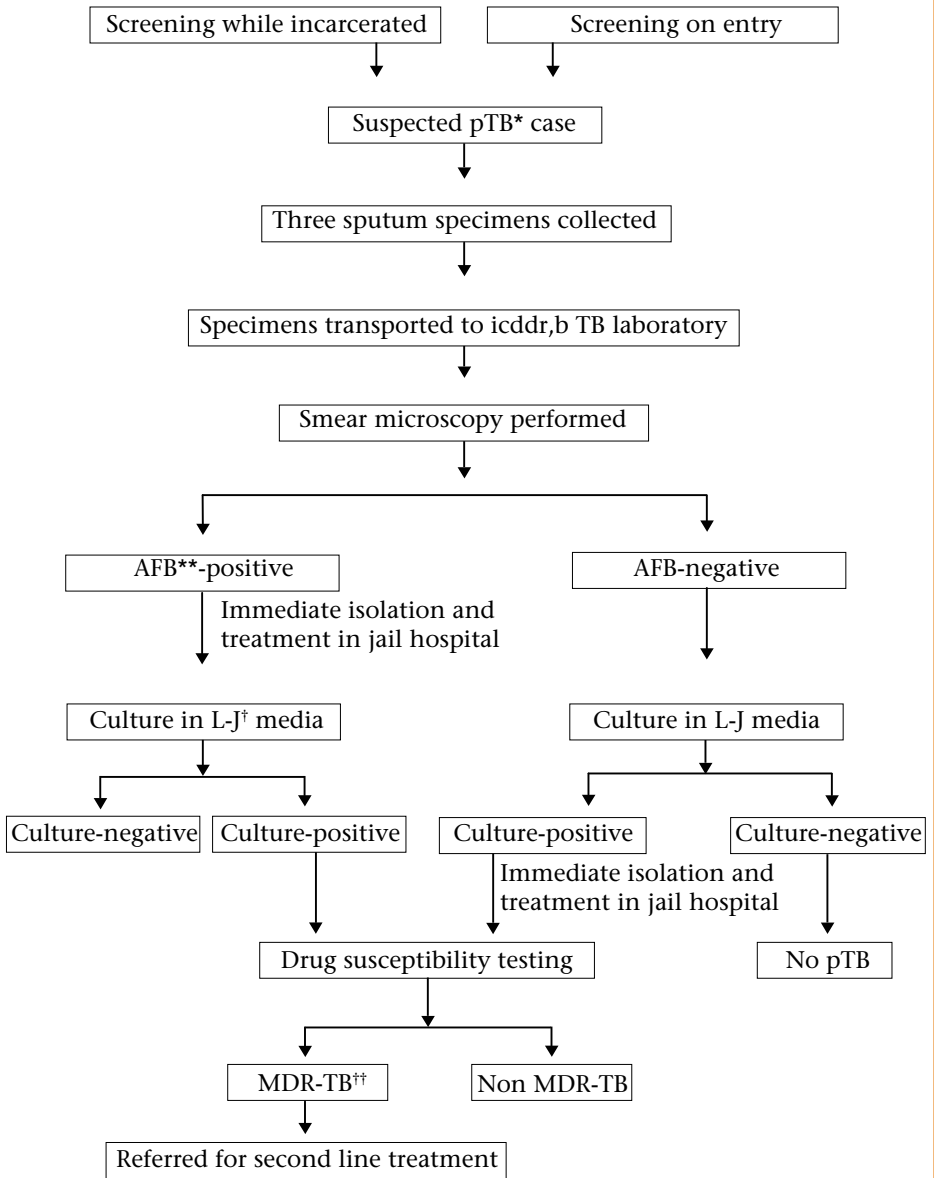 Screening while incarcerated
Screening on entry
Suspected pTB* case
Three sputum specimens collected
Specimens transported to icddr,b TB laboratory
Smear microscopy performed
AFB**-positive
AFB-negative
Immediate isolation and
treatment in jail hospital
Culture in L-J† media
Culture in L-J media
Culture-negative
Culture-positive
Culture-positive
Culture-negative
Immediate isolation and
treatment in jail hospital
Drug susceptibility testing
No pTB
MDR-TB††
Non MDR-TB
Referred for second line treatment